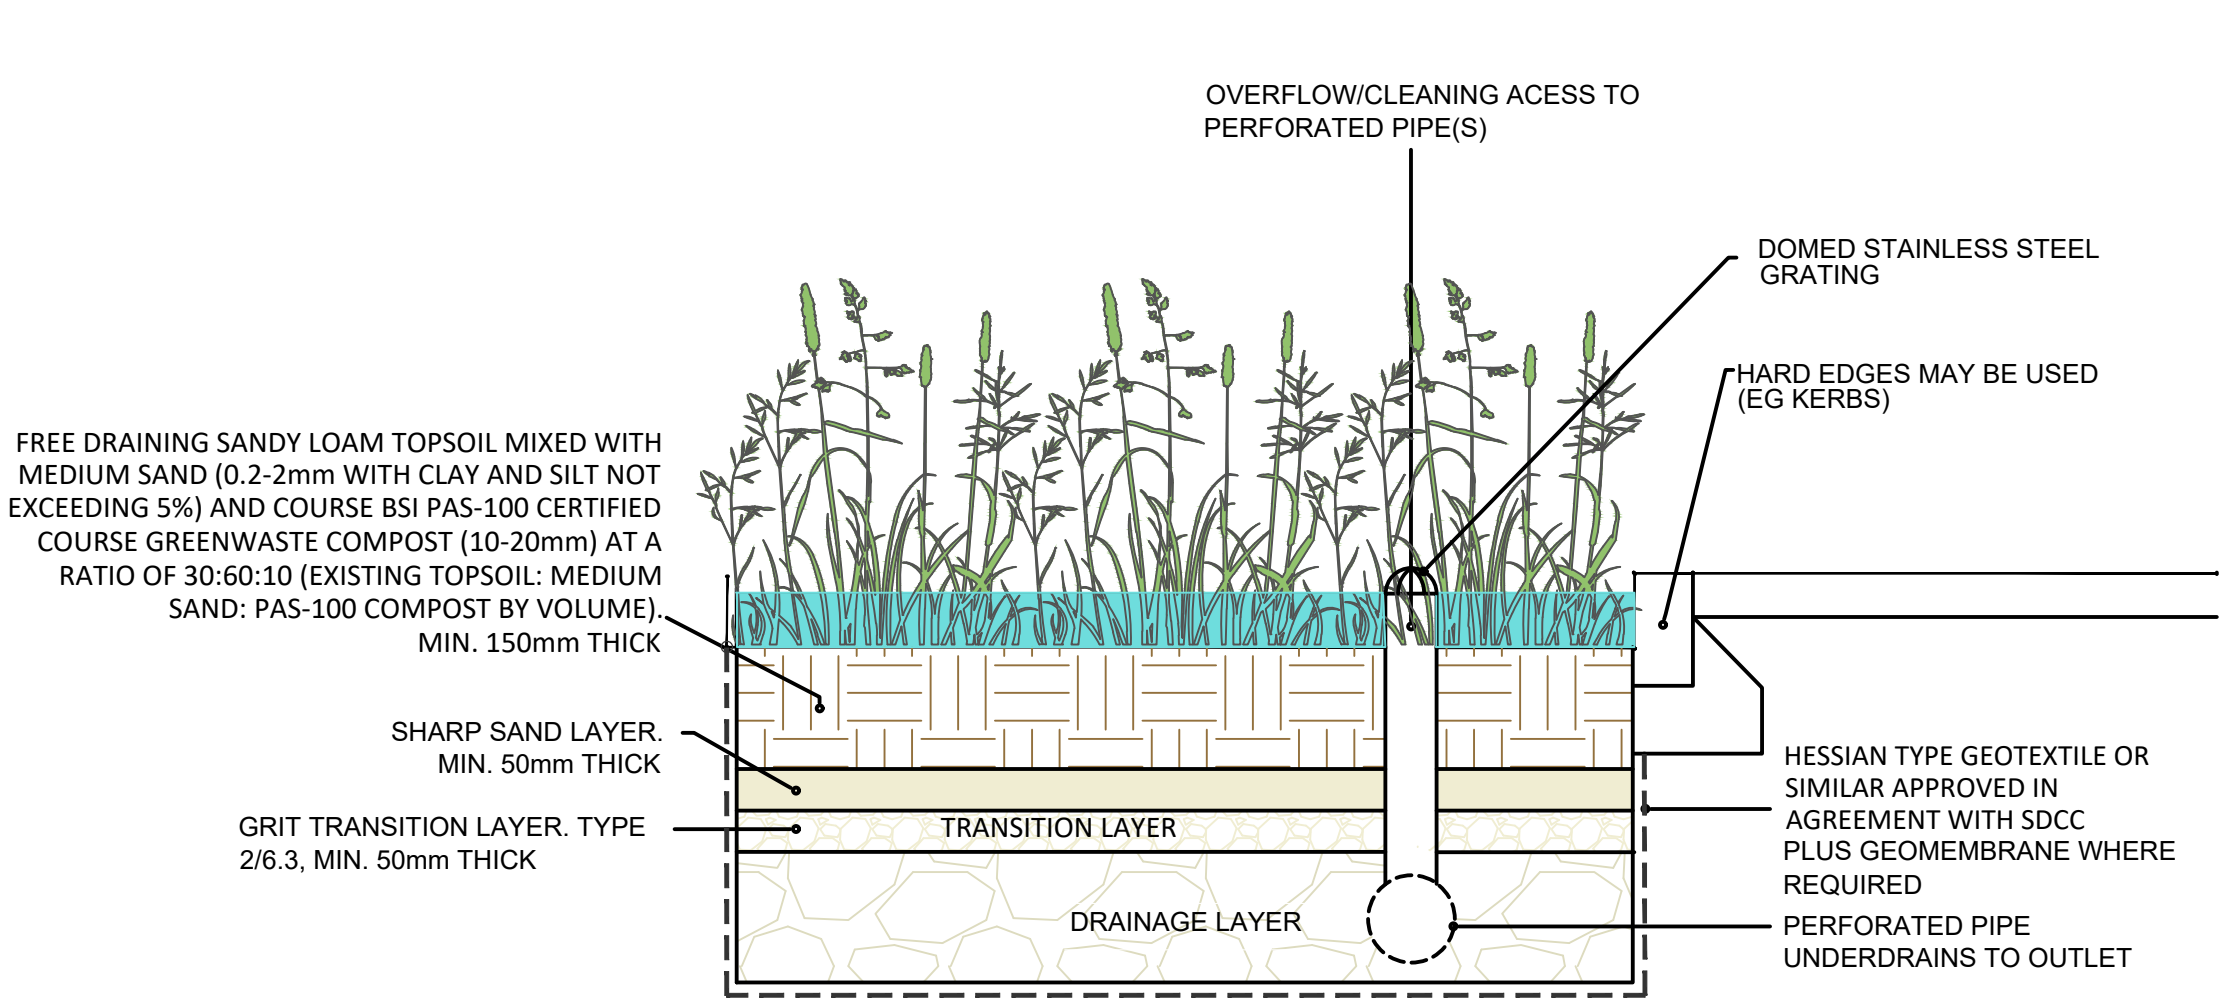 OVERFLOW/CLEANING ACESS TO
PERFORATED PIPE(S)
DOMED STAINLESS STEEL
GRATING
HARD EDGES MAY BE USED
(EG KERBS)
FREE DRAINING SANDY LOAM TOPSOIL MIXED WITH
MEDIUM SAND (0.2-2mm WITH CLAY AND SILT NOT
EXCEEDING 5%) AND COURSE BSI PAS-100 CERTIFIED
COURSE GREENWASTE COMPOST (10-20mm) AT A
RATIO OF 30:60:10 (EXISTING TOPSOIL: MEDIUM
SAND: PAS-100 COMPOST BY VOLUME).
MIN. 150mm THICK
SHARP SAND LAYER.
MIN. 50mm THICK
GRIT TRANSITION LAYER. TYPE
2/6.3, MIN. 50mm THICK
TRANSITION LAYER
DRAINAGE LAYER
HESSIAN TYPE GEOTEXTILE OR
SIMILAR APPROVED IN
AGREEMENT WITH SDCC
PLUS GEOMEMBRANE WHERE
REQUIRED
PERFORATED PIPE
UNDERDRAINS TO OUTLET